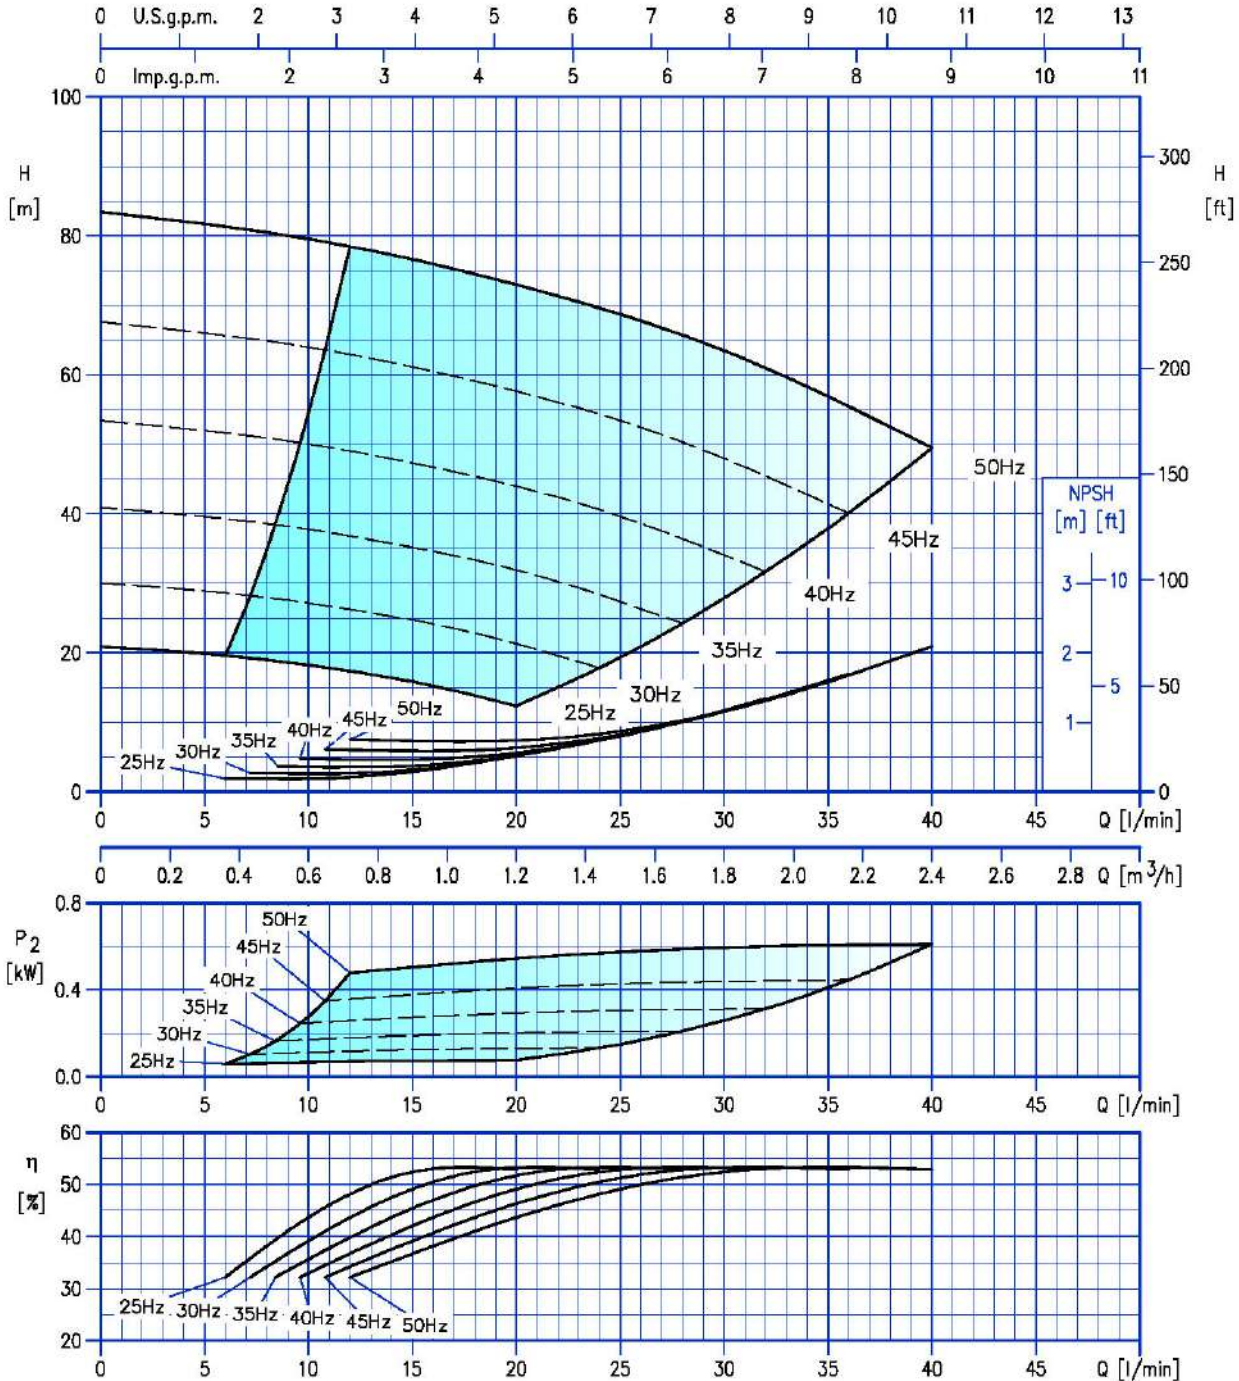 0 U.S.g.p.m. 2 3 4 5 6 7 8 9 10 11 12 13
0 Imp.g.p.m. 2 3 4 5 6 7 8 9 10 11
100
H
[m]
80
60
40
20
0
300
H
[ft]
250
200
150
100
50
0
50Hz
45Hz
40Hz
35Hz
30Hz
25Hz
NPSH
[m] [ft]
3 10
2
5
1
50Hz
45Hz
40Hz
35Hz
30Hz
25Hz
0 5 10 15 20 25 30 35 40 45 Q [l/min]
0 0.2 0.4 0.6 0.8 1.0 1.2 1.4 1.6 1.8 2.0 2.2 2.4 2.6 2.8 Q [m³/h]
0.8
P2
[kW]
0.4
0.0
50Hz
45Hz
40Hz
35Hz
30Hz
25Hz
0 5 10 15 20 25 30 35 40 45 Q [l/min]
60
η
[%]
50
40
30
20
25Hz 30Hz 35Hz 40Hz 45Hz 50Hz
0 5 10 15 20 25 30 35 40 45 Q [l/min]